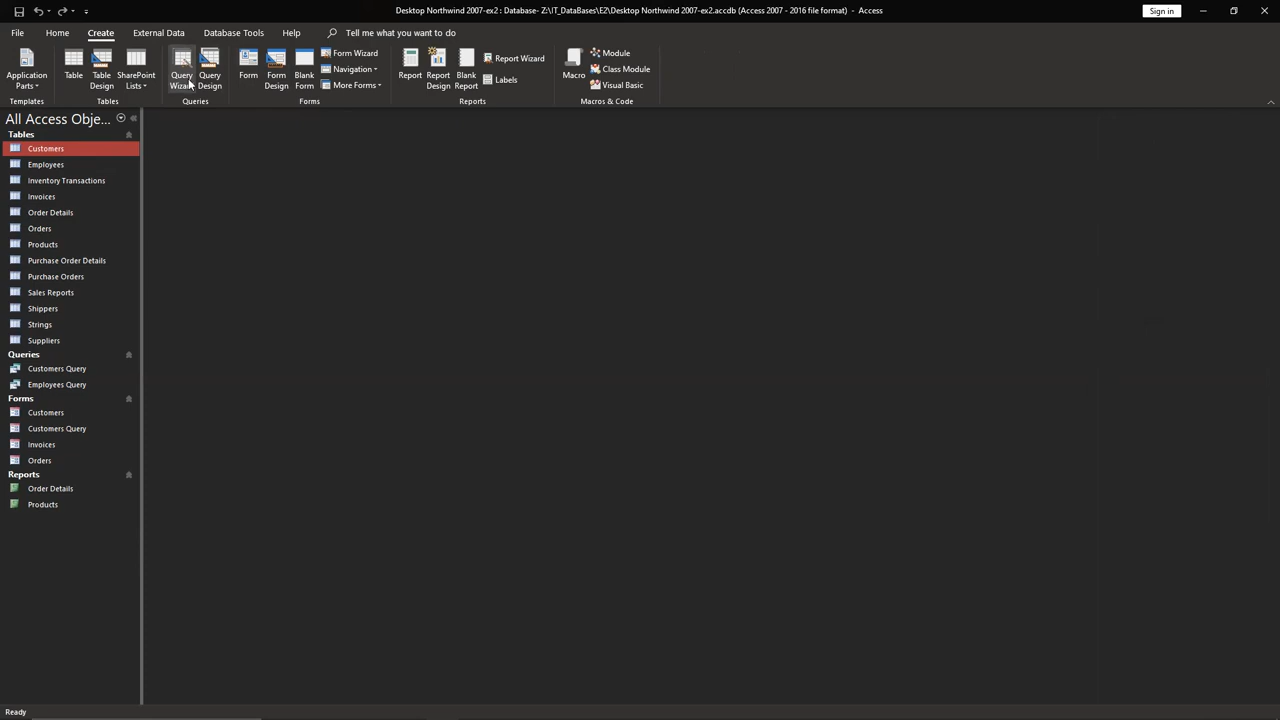 Desktop Northwind 2007-ex2 : Database- Z:\IT_DataBases\E2\Desktop Northwind 2007-ex2.accdb (Access 2007 - 2016 file format) - Access
Sign in
File Home Create External Data Database Tools Help Tell me what you want to do
Application Parts
Table
Table Design
SharePoint Lists
Query Wizard
Query Design
Form
Form Design
Blank Form
Form Wizard
Navigation
More Forms
Report
Report Design
Blank Report
Report Wizard
Labels
Macro
Module
Class Module
Visual Basic
Templates Tables Queries Forms Reports Macros & Code
All Access Obje...
Tables
Customers
Employees
Inventory Transactions
Invoices
Order Details
Orders
Products
Purchase Order Details
Purchase Orders
Sales Reports
Shippers
Strings
Suppliers
Queries
Customers Query
Employees Query
Forms
Customers
Customers Query
Invoices
Orders
Reports
Order Details
Products
Ready